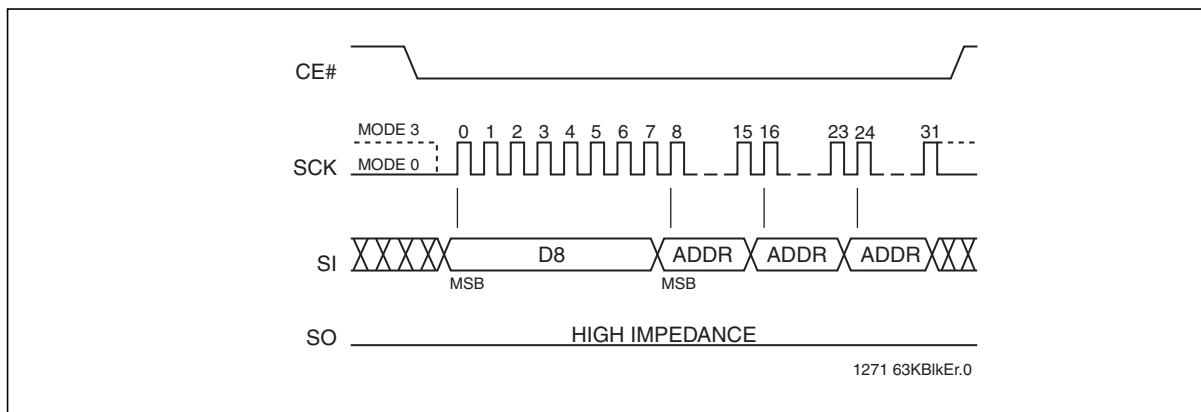 CE#
MODE 3
0 1 2 3 4 5 6 7 8 15 16 23 24 31
SCK
MODE 0
SI
D8
ADDR
ADDR
ADDR
MSB
MSB
SO
HIGH IMPEDANCE
1271 63KBlkEr.0